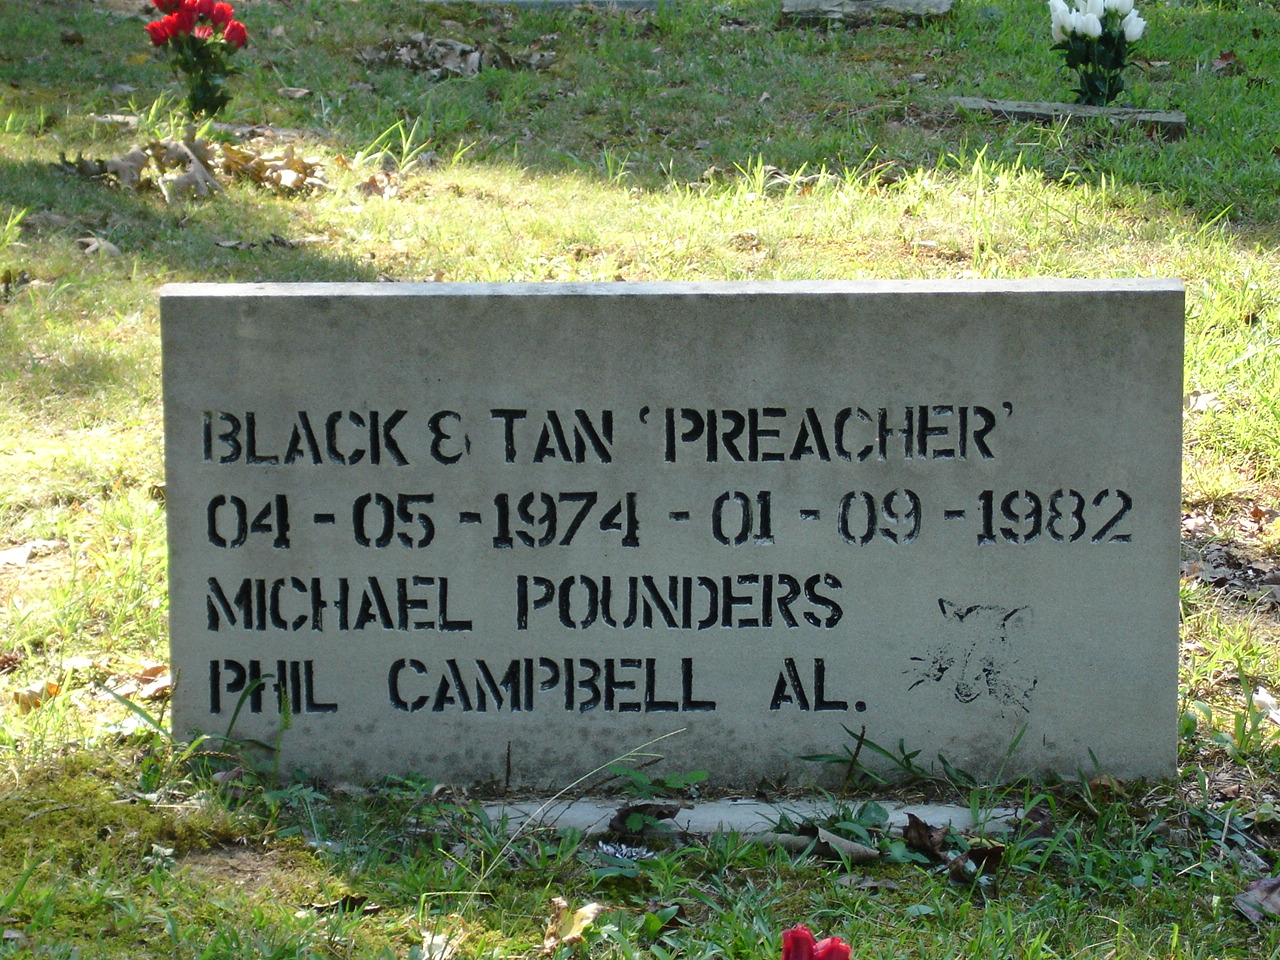 BLACK & TAN 'PREACHER'
04-05-1974-01-09-1982
MICHAEL POUNDERS
PHIL CAMPBELL AL.